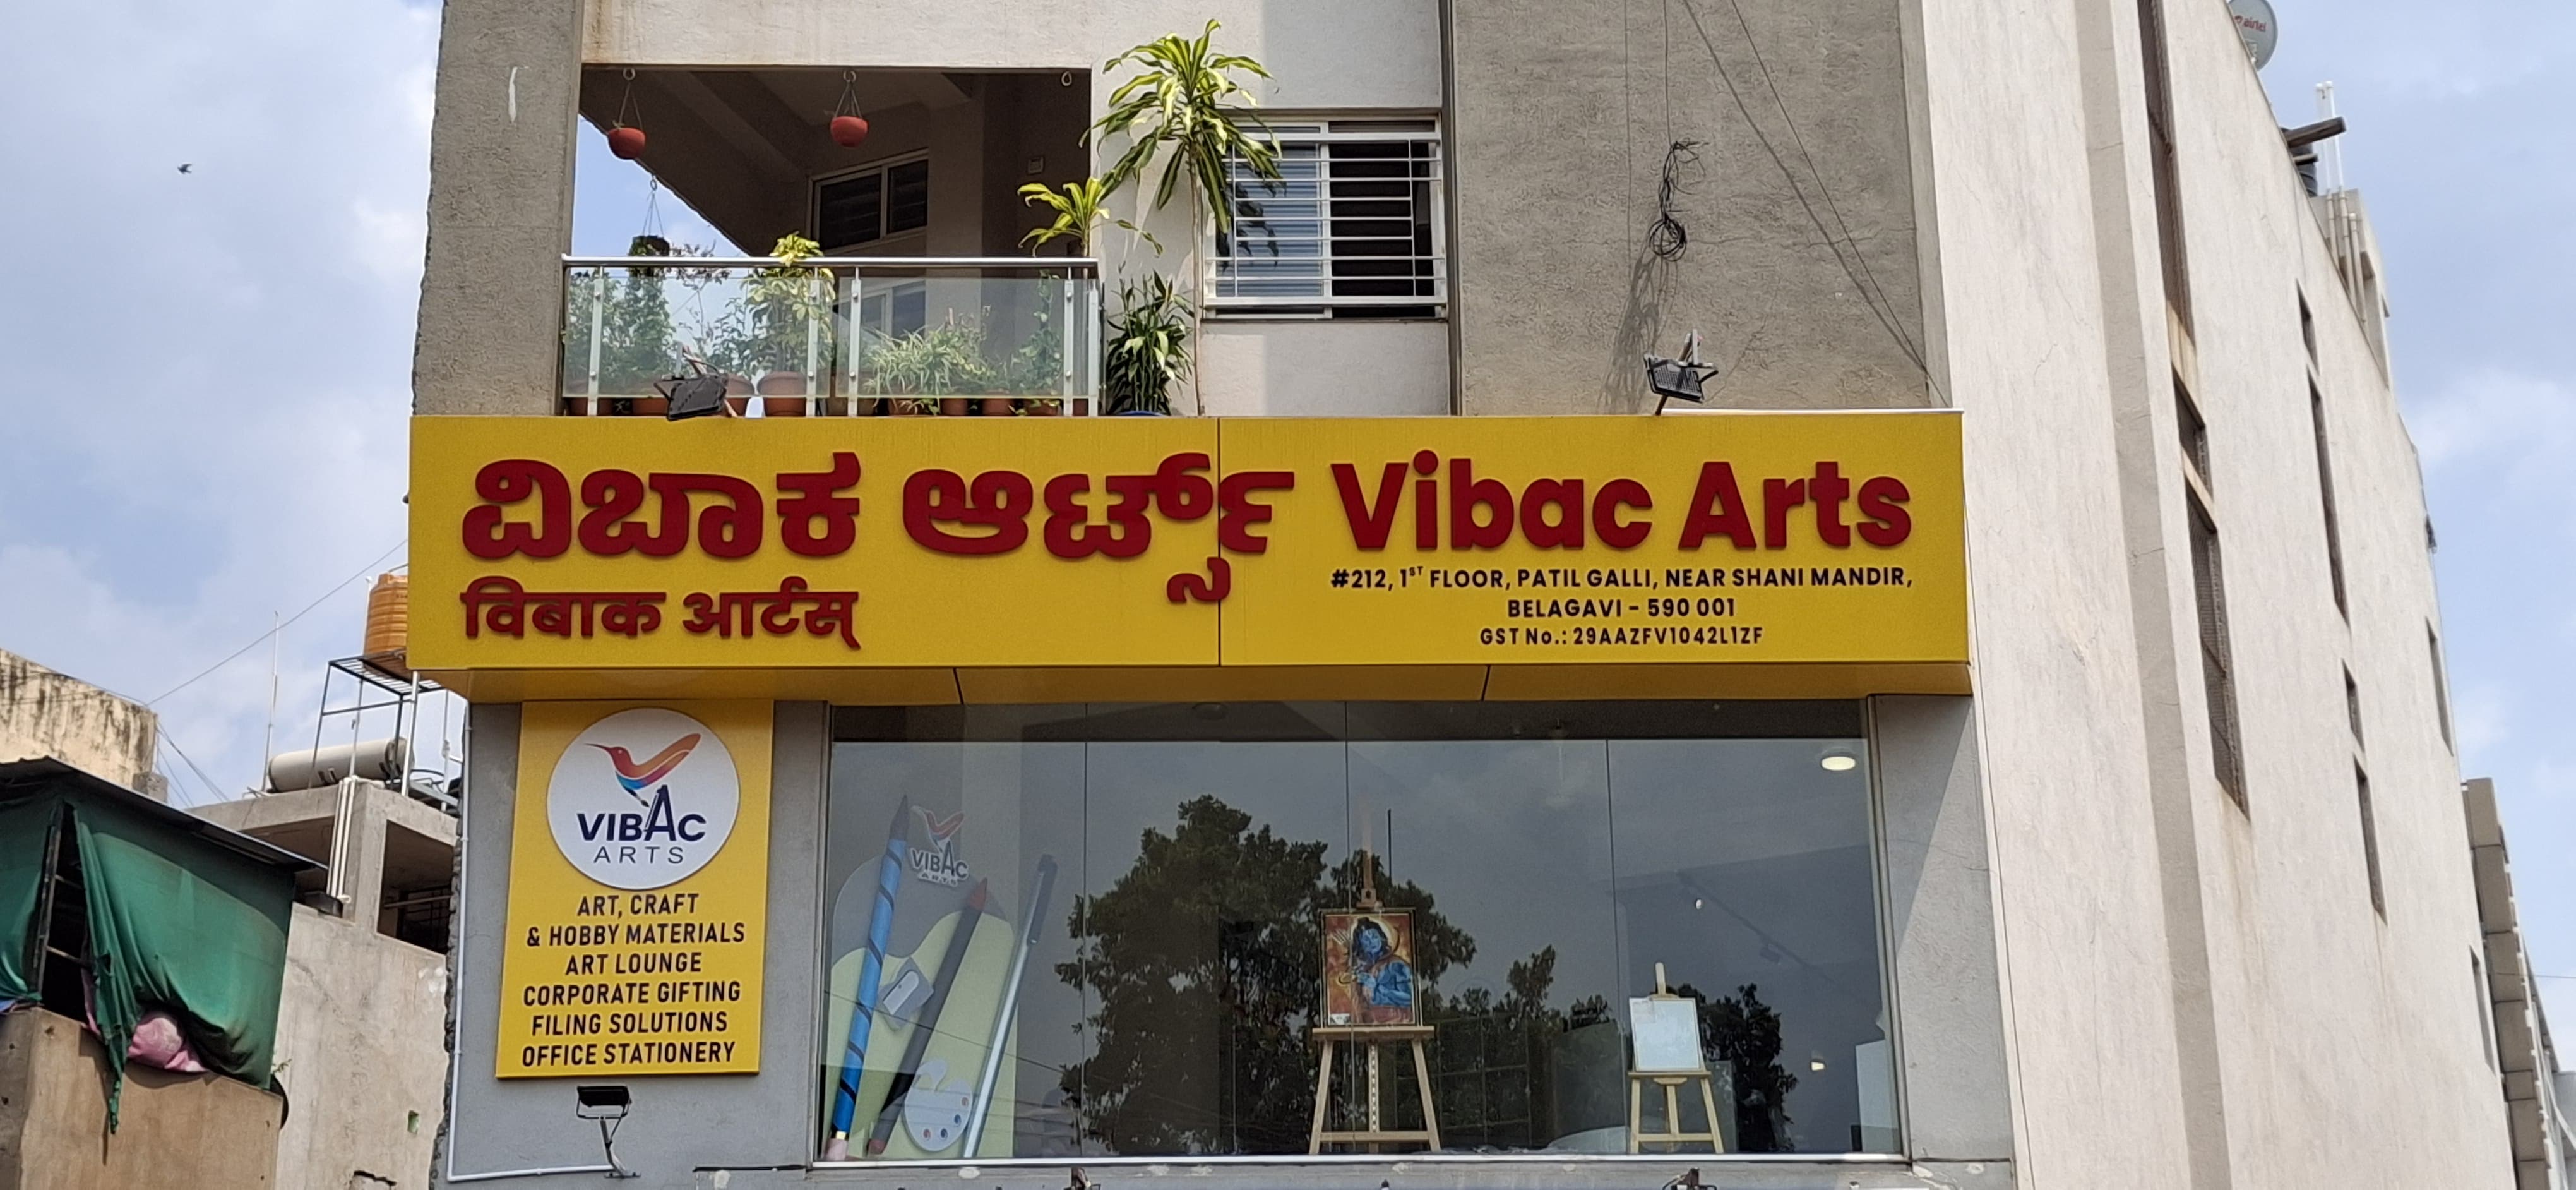 ವಿಬಾಕ ಆರ್ಟ್ಸ್
विबाक आर्टस्
Vibac Arts
#212, 1ST FLOOR, PATIL GALLI, NEAR SHANI MANDIR,
BELAGAVI - 590 001
GST No.: 29AAZFV1042L1ZF
VIBAC
ARTS
ART, CRAFT
& HOBBY MATERIALS
ART LOUNGE
CORPORATE GIFTING
FILING SOLUTIONS
OFFICE STATIONERY
VIBAC
ARTS
airtel